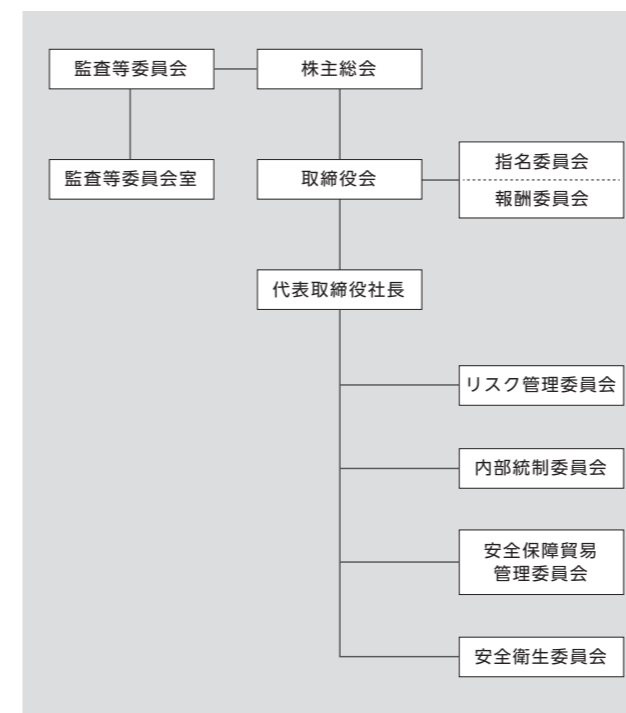 監査等委員会
株主総会
監査等委員会室
取締役会
指名委員会
報酬委員会
代表取締役社長
リスク管理委員会
内部統制委員会
安全保障貿易
管理委員会
安全衛生委員会